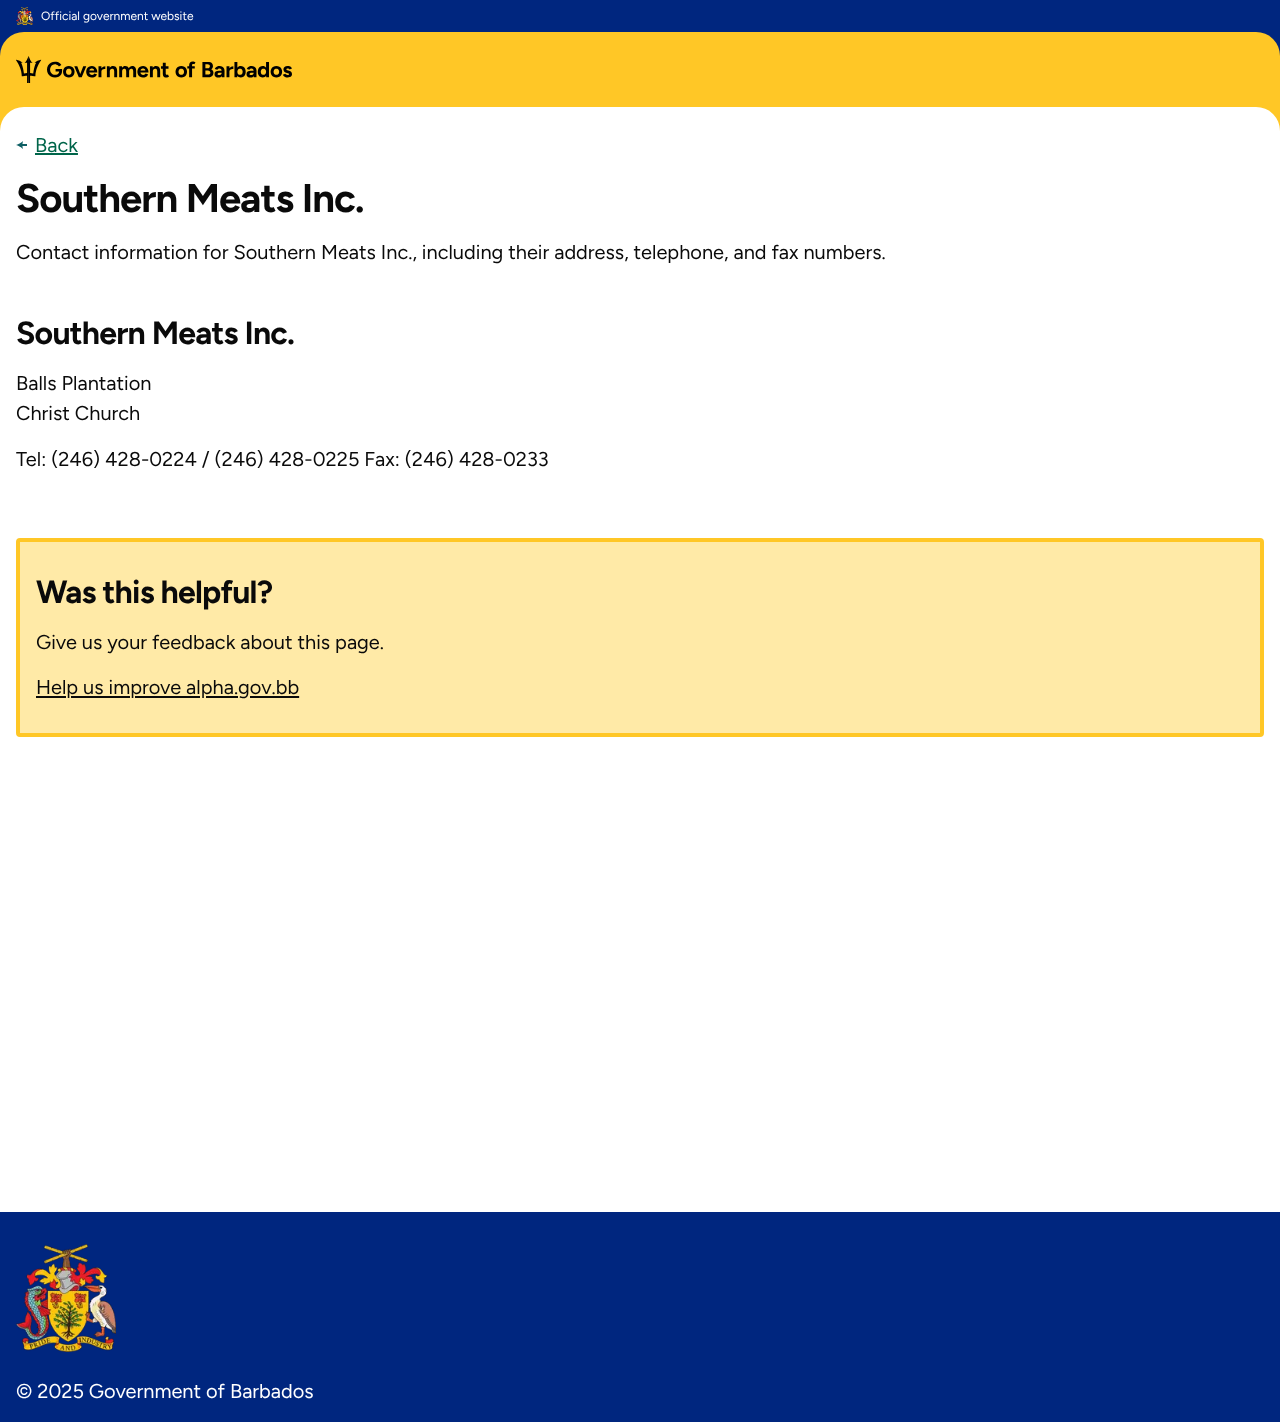 Official government website
Government of Barbados
Back
Southern Meats Inc.
Contact information for Southern Meats Inc., including their address, telephone, and fax numbers.
Southern Meats Inc.
Balls Plantation
Christ Church
Tel: (246) 428-0224 / (246) 428-0225 Fax: (246) 428-0233
Was this helpful?
Give us your feedback about this page.
Help us improve alpha.gov.bb
PRIDE AND INDUSTRY
© 2025 Government of Barbados